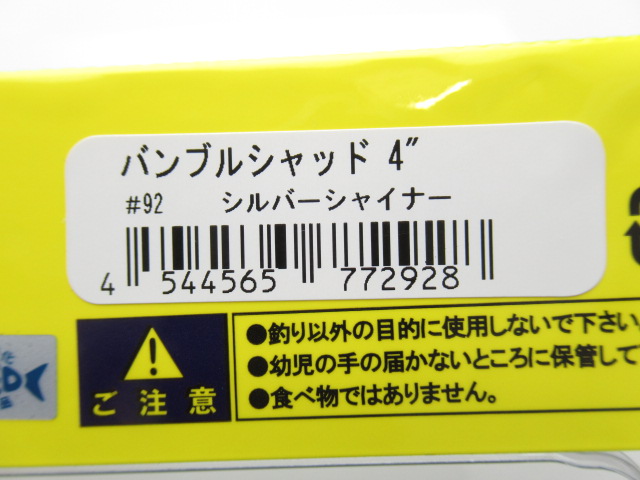 バンブルシャッド 4"
#92 シルバーシャイナー
4 544565 772928
ご注意
●釣り以外の目的に使用しないで下さい
●幼児の手の届かないところに保管して
●食べ物ではありません。